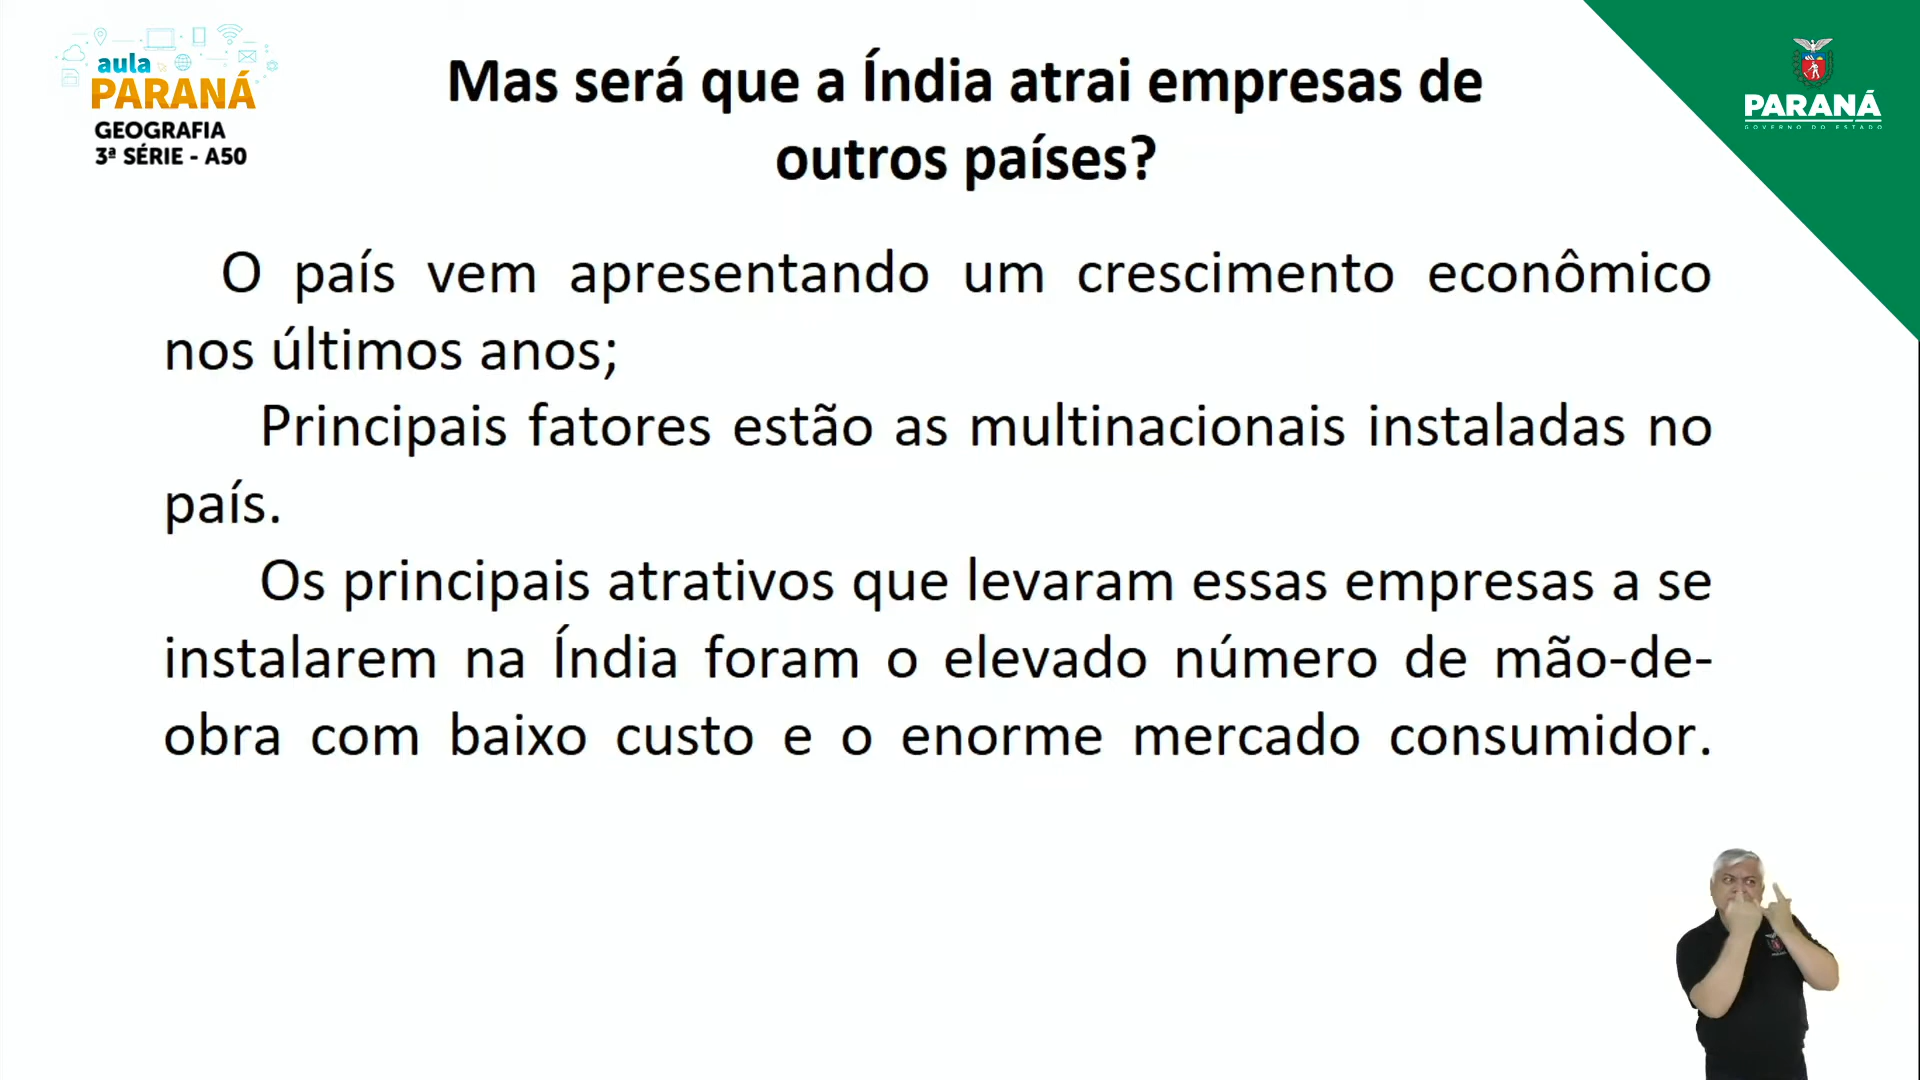 aula
PARANÁ
GEOGRAFIA
3ª SÉRIE - A50
PARANÁ
GOVERNO DO ESTADO
Mas será que a Índia atrai empresas de
outros países?
O país vem apresentando um crescimento econômico
nos últimos anos;
Principais fatores estão as multinacionais instaladas no
país.
Os principais atrativos que levaram essas empresas a se
instalarem na Índia foram o elevado número de mão-de-
obra com baixo custo e o enorme mercado consumidor.